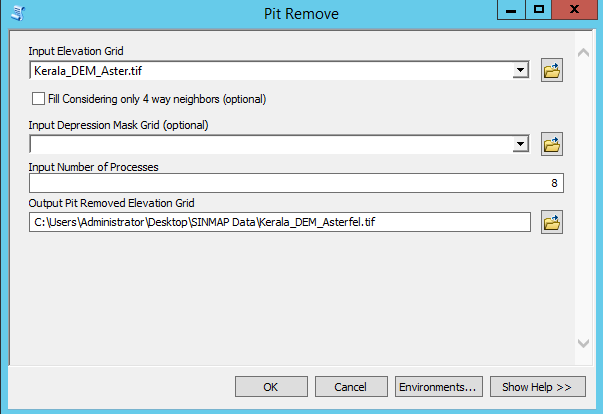 Pit Remove
Input Elevation Grid
Kerala_DEM_Aster.tif
Fill Considering only 4 way neighbors (optional)
Input Depression Mask Grid (optional)
Input Number of Processes
8
Output Pit Removed Elevation Grid
C:\Users\Administrator\Desktop\SINMAP Data\Kerala_DEM_Asterfel.tif
OK
Cancel
Environments...
Show Help >>